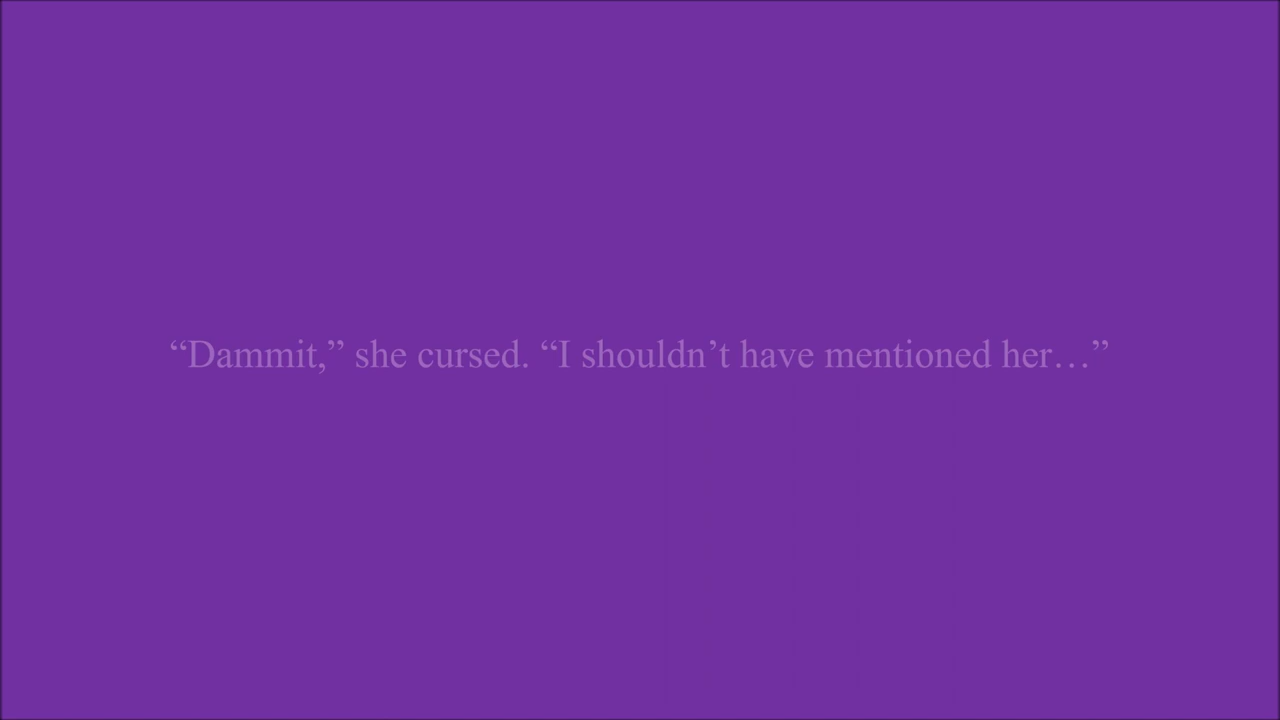 “Dammit,” she cursed. “I shouldn’t have mentioned her…”